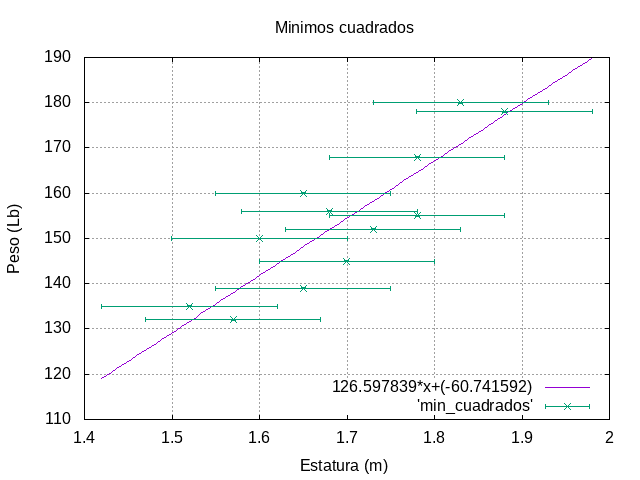 Minimos cuadrados
190
180
170
160
150
140
130
120
110
Peso (Lb)
126.597839*x+(-60.741592)
'min_cuadrados'
1.4 1.5 1.6 1.7 1.8 1.9 2
Estatura (m)